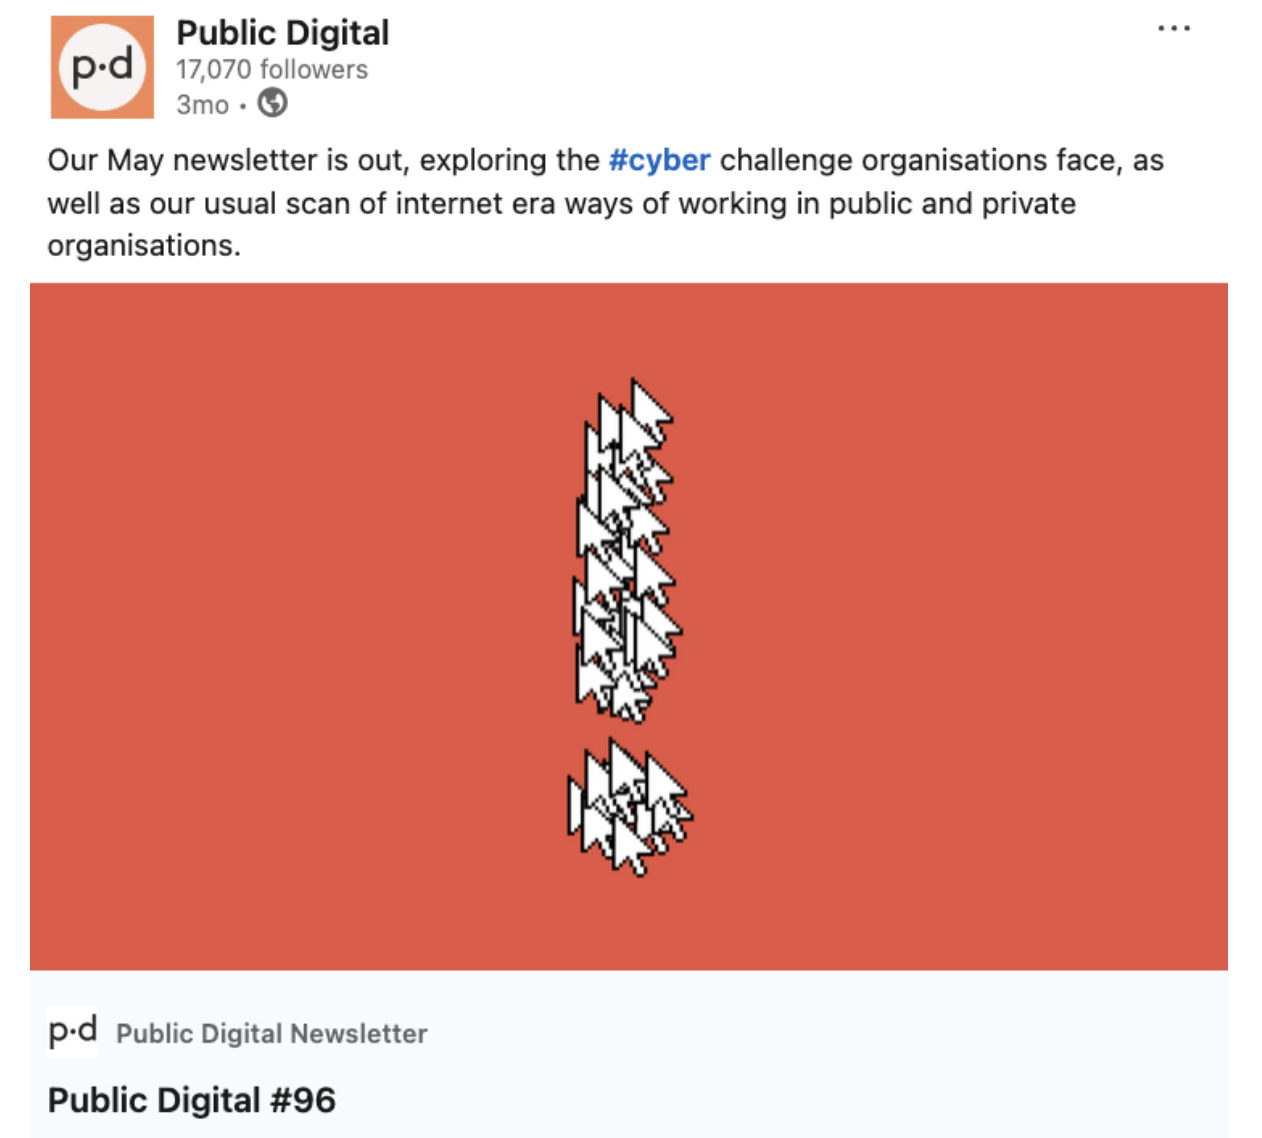 p·d
Public Digital
17,070 followers
3mo •
Our May newsletter is out, exploring the #cyber challenge organisations face, as
well as our usual scan of internet era ways of working in public and private
organisations.
p·d Public Digital Newsletter
Public Digital #96